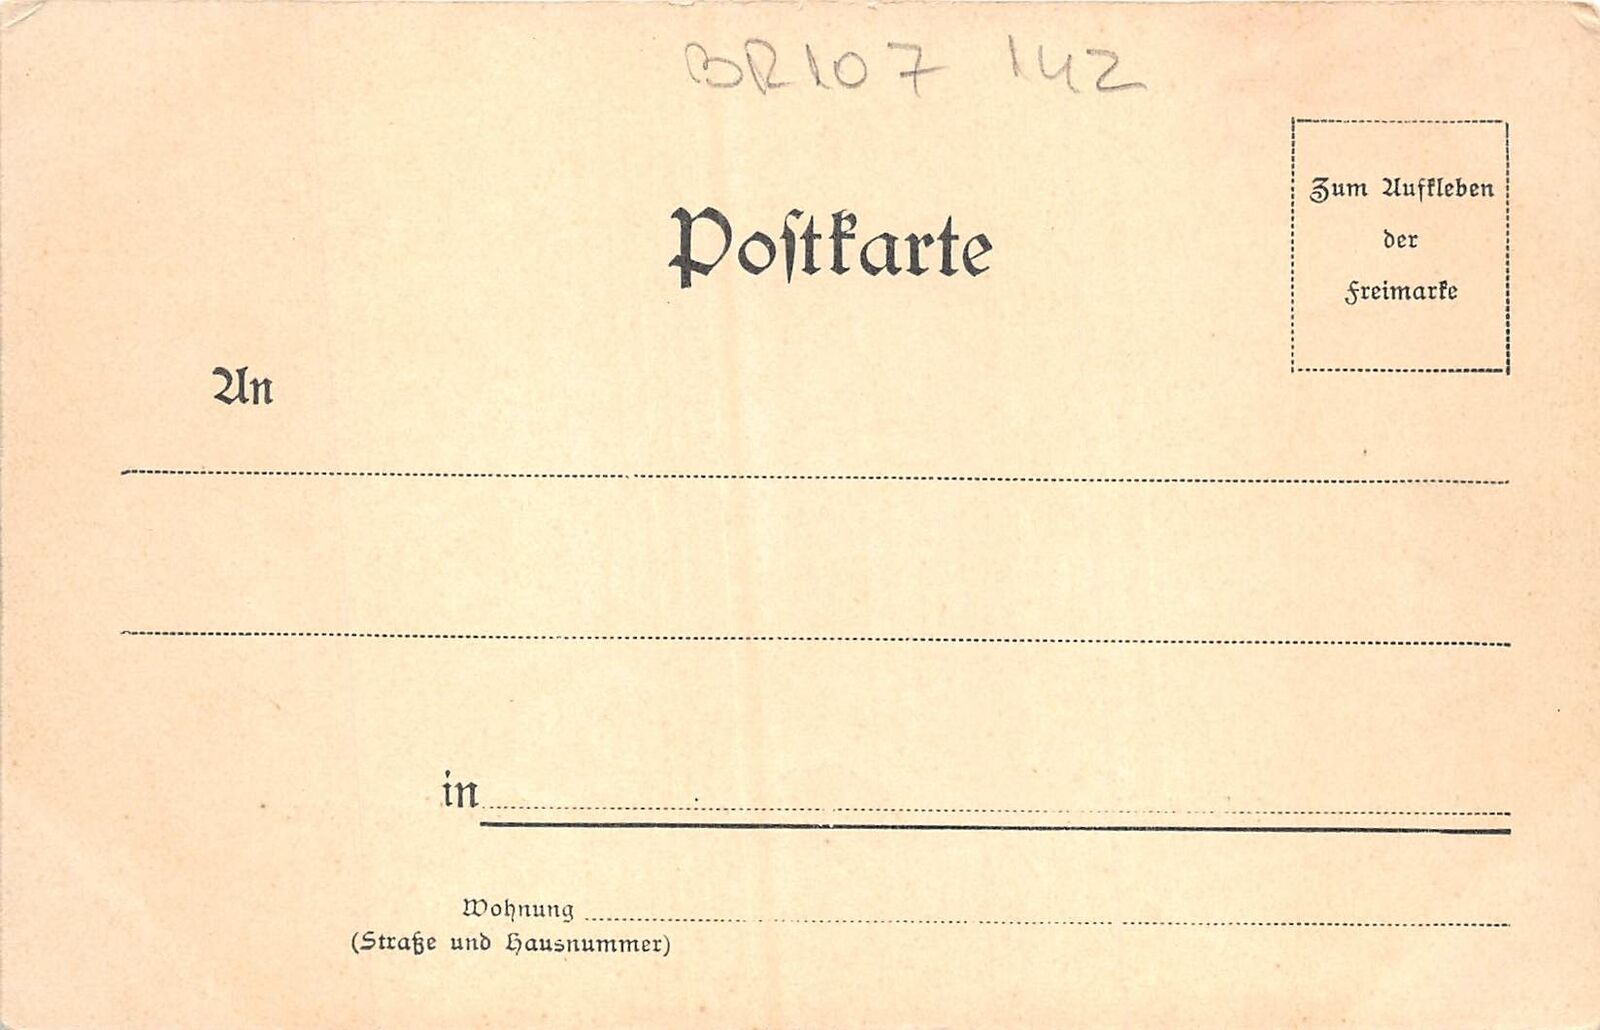 BR107 142
Postkarte
Zum Aufkleben
der
Freimarke
An
in
Wohnung
(Straße und Hausnummer)